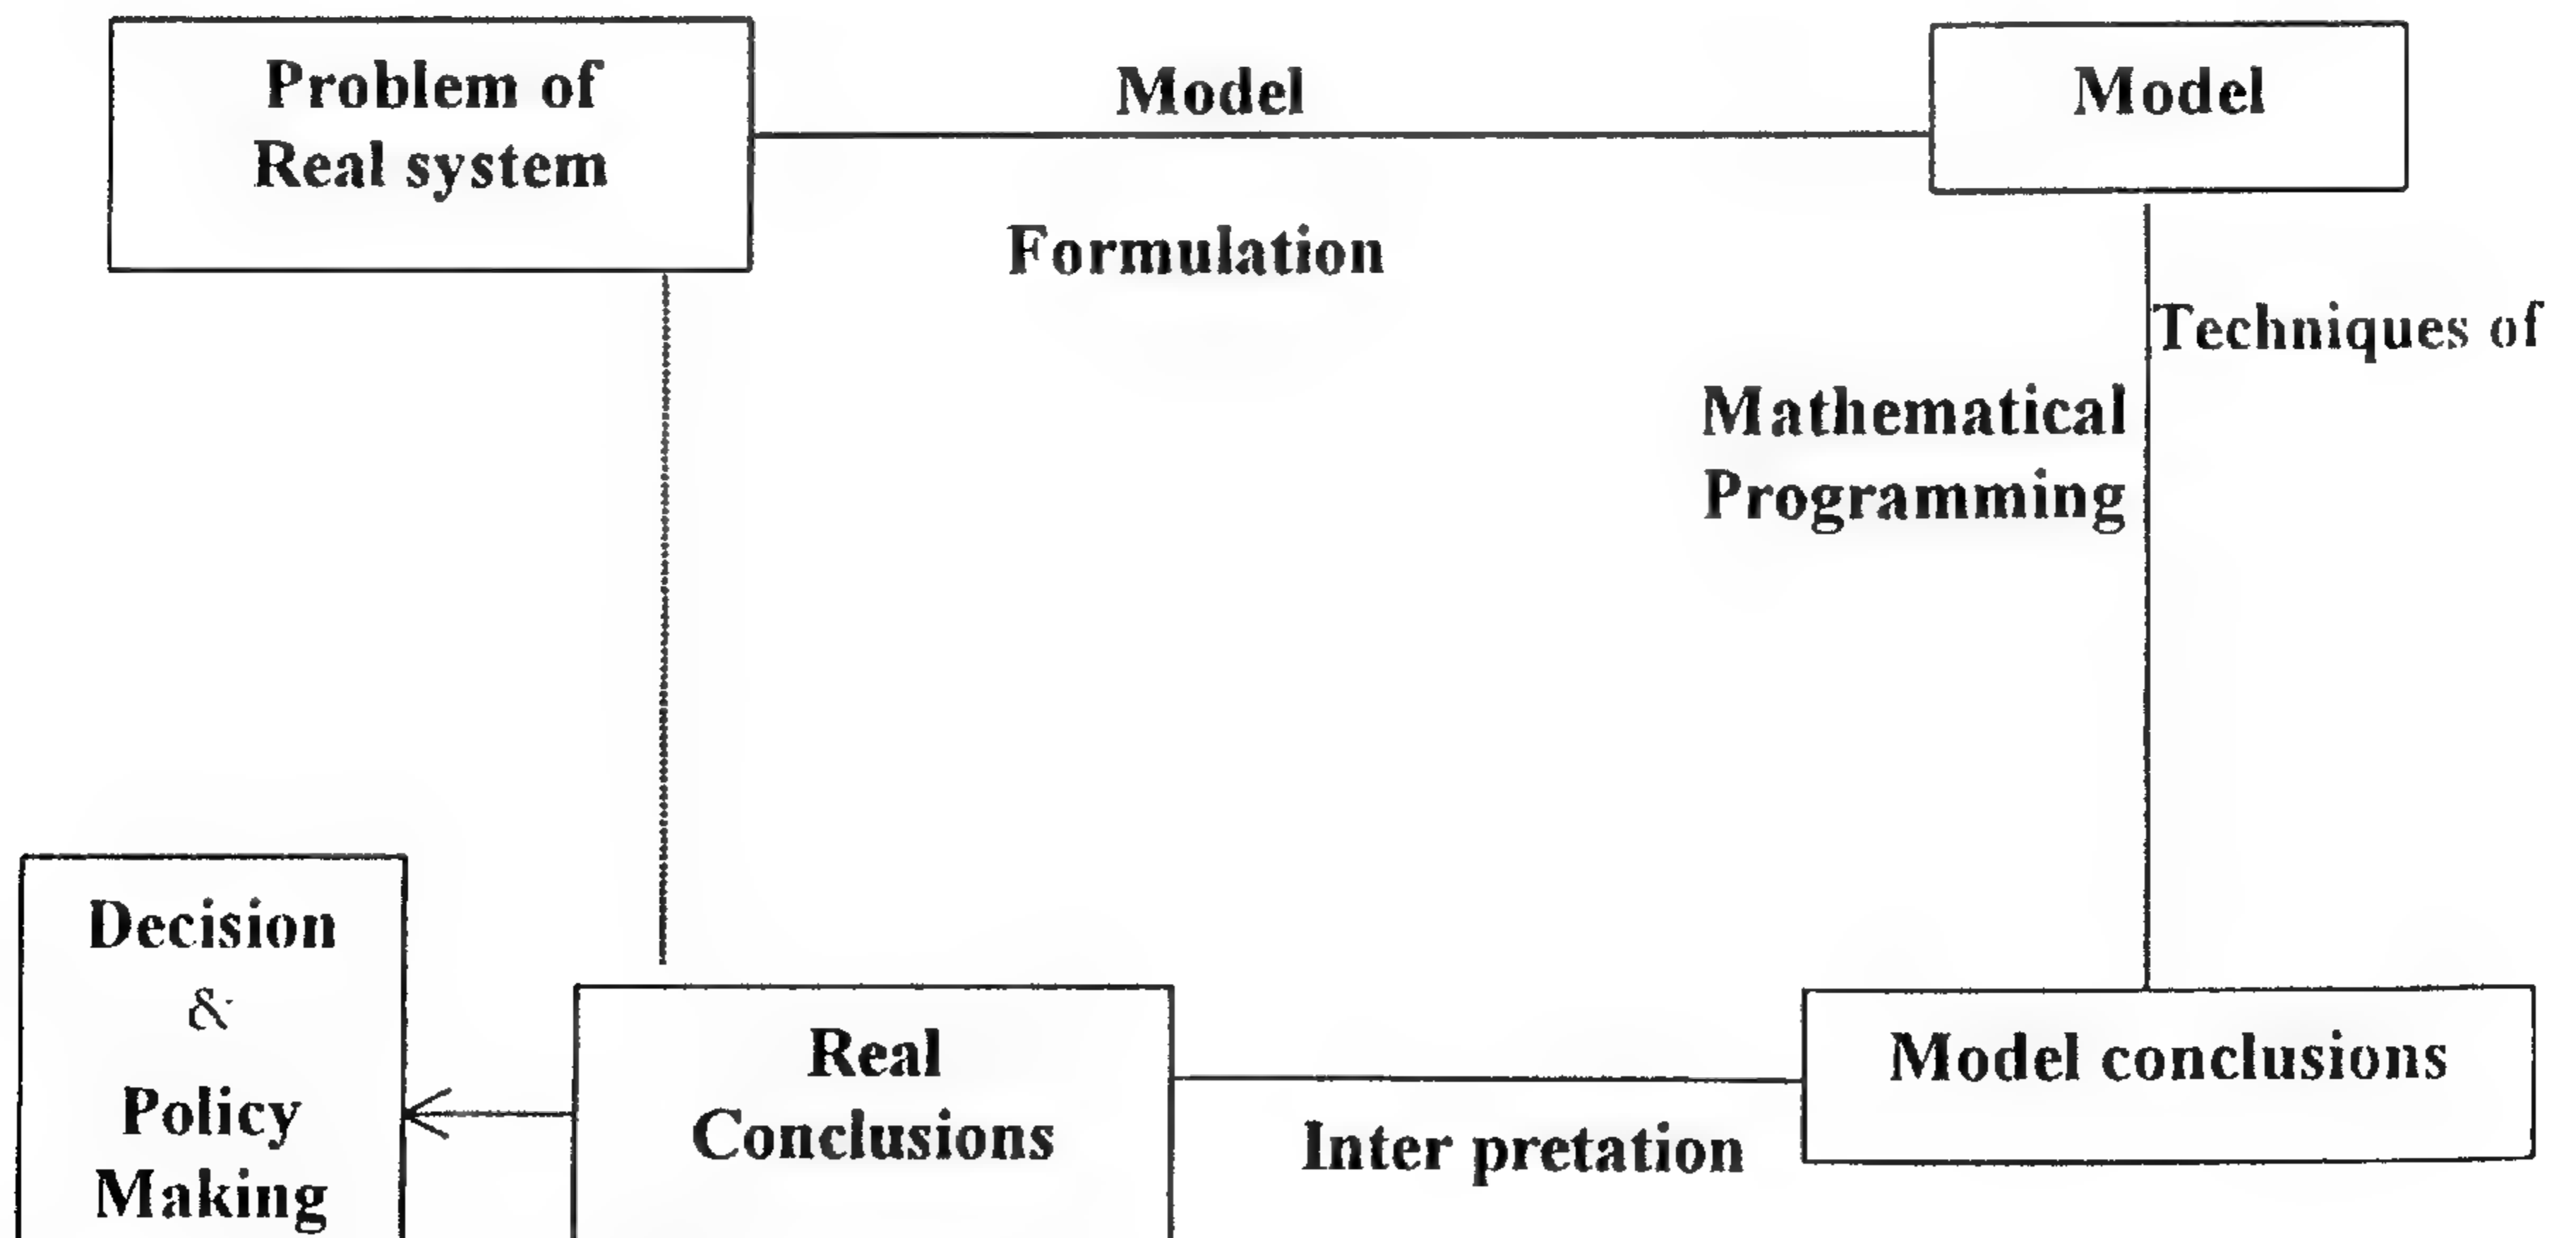 Problem of
Real system
Model
Formulation
Model
Techniques of
Mathematical
Programming
Decision
&
Policy
Making
Real
Conclusions
Inter pretation
Model conclusions